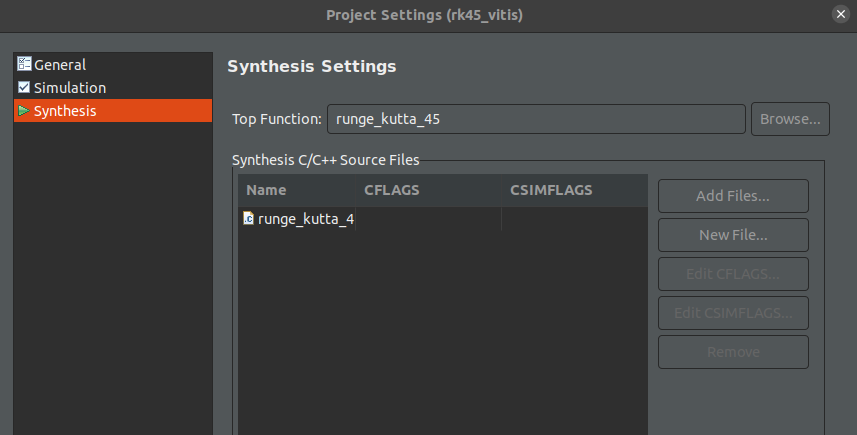 Project Settings (rk45_vitis)
General
Simulation
Synthesis
Synthesis Settings
Top Function: runge_kutta_45 Browse...
Synthesis C/C++ Source Files
Name CFLAGS CSIMFLAGS
.c runge_kutta_4
Add Files...
New File...
Edit CFLAGS...
Edit CSIMFLAGS...
Remove